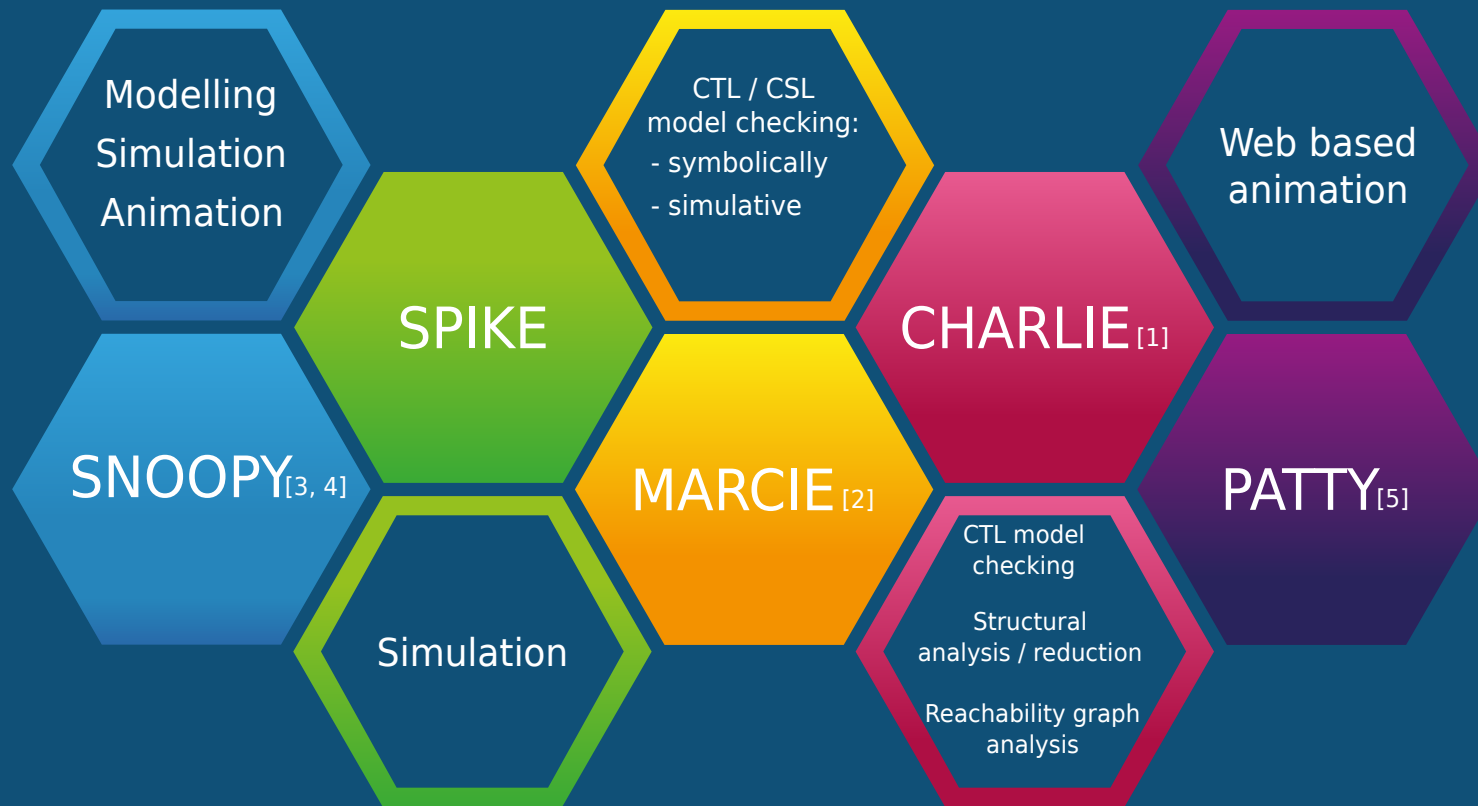 Modelling
Simulation
Animation
CTL / CSL
model checking:
- symbolically
- simulative
Web based
animation
SPIKE
CHARLIE [1]
SNOOPY[3, 4]
MARCIE [2]
PATTY[5]
Simulation
CTL model
checking
Structural
analysis / reduction
Reachability graph
analysis